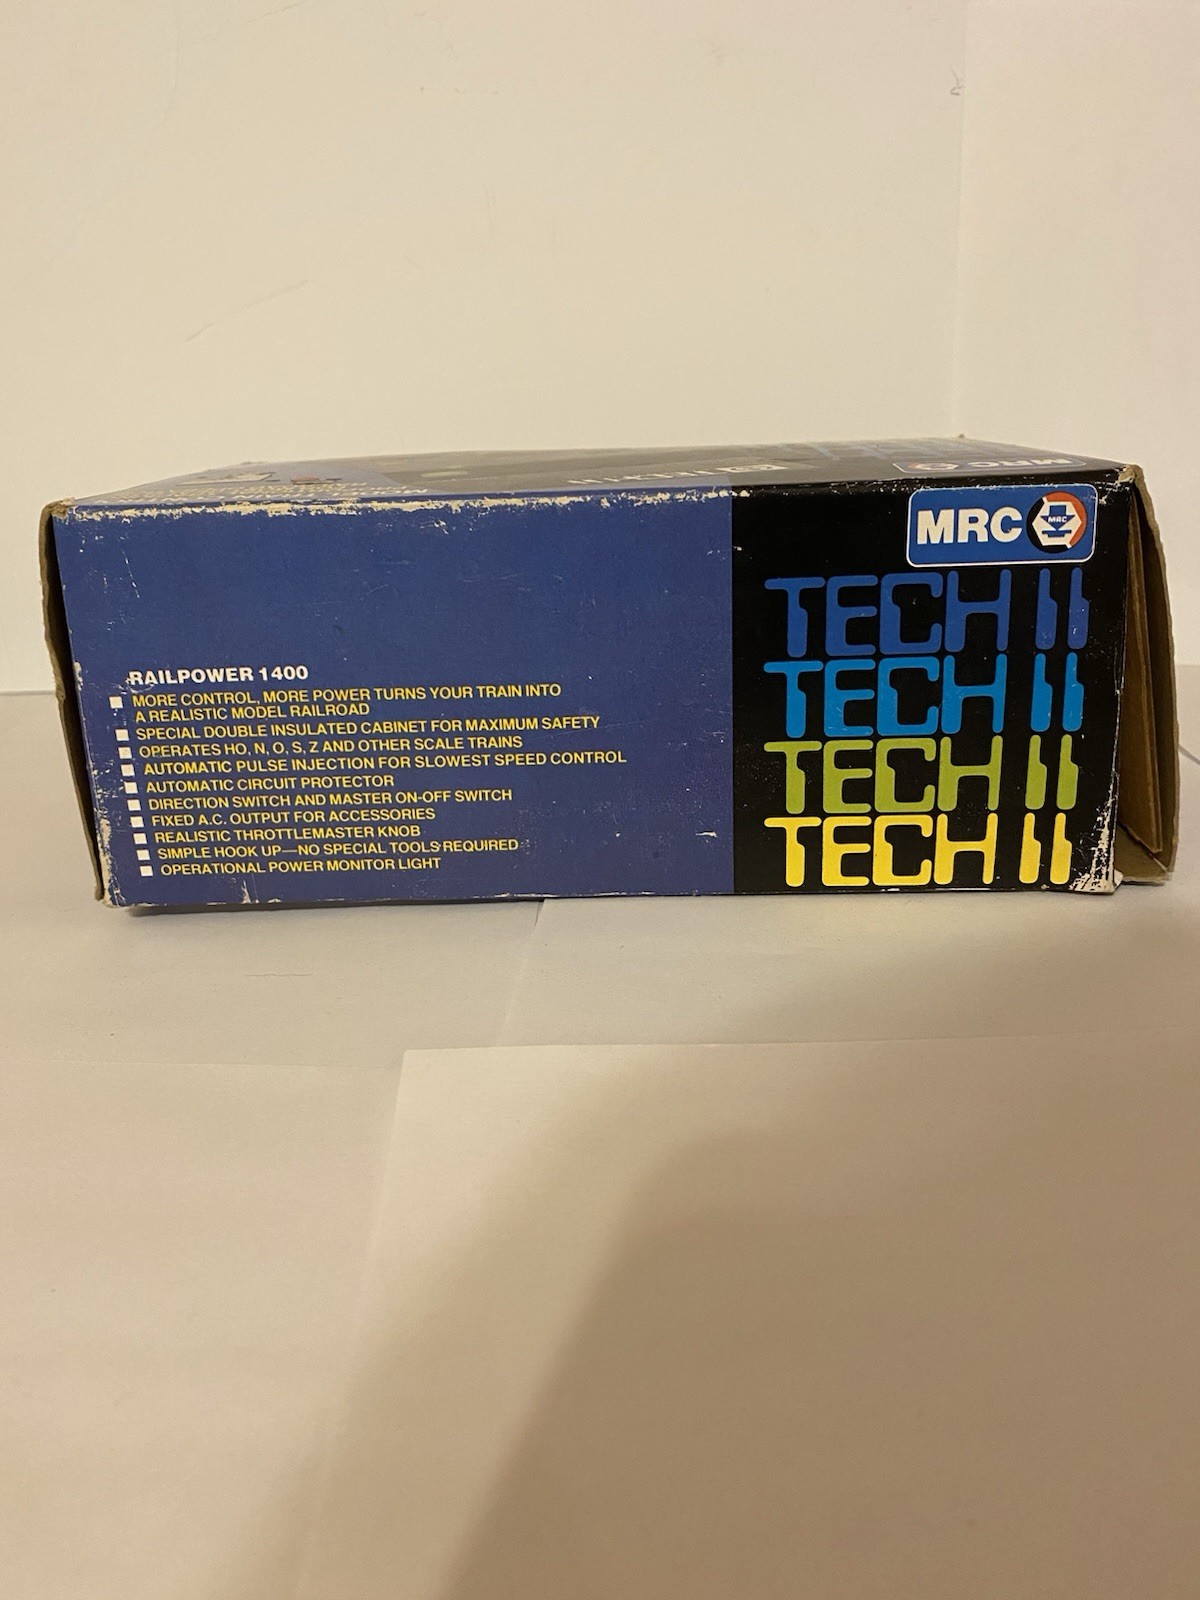 MRC
MRC
MRC
TECH II
TECH II
TECH II
TECH II
RAILPOWER 1400
MORE CONTROL, MORE POWER TURNS YOUR TRAIN INTO
A REALISTIC MODEL RAILROAD
SPECIAL DOUBLE INSULATED CABINET FOR MAXIMUM SAFETY
OPERATES HO, N, O, S, Z AND OTHER SCALE TRAINS
AUTOMATIC PULSE INJECTION FOR SLOWEST SPEED CONTROL
AUTOMATIC CIRCUIT PROTECTOR
DIRECTION SWITCH AND MASTER ON-OFF SWITCH
FIXED A.C. OUTPUT FOR ACCESSORIES
REALISTIC THROTTLEMASTER KNOB
SIMPLE HOOK UP—NO SPECIAL TOOLS REQUIRED
OPERATIONAL POWER MONITOR LIGHT